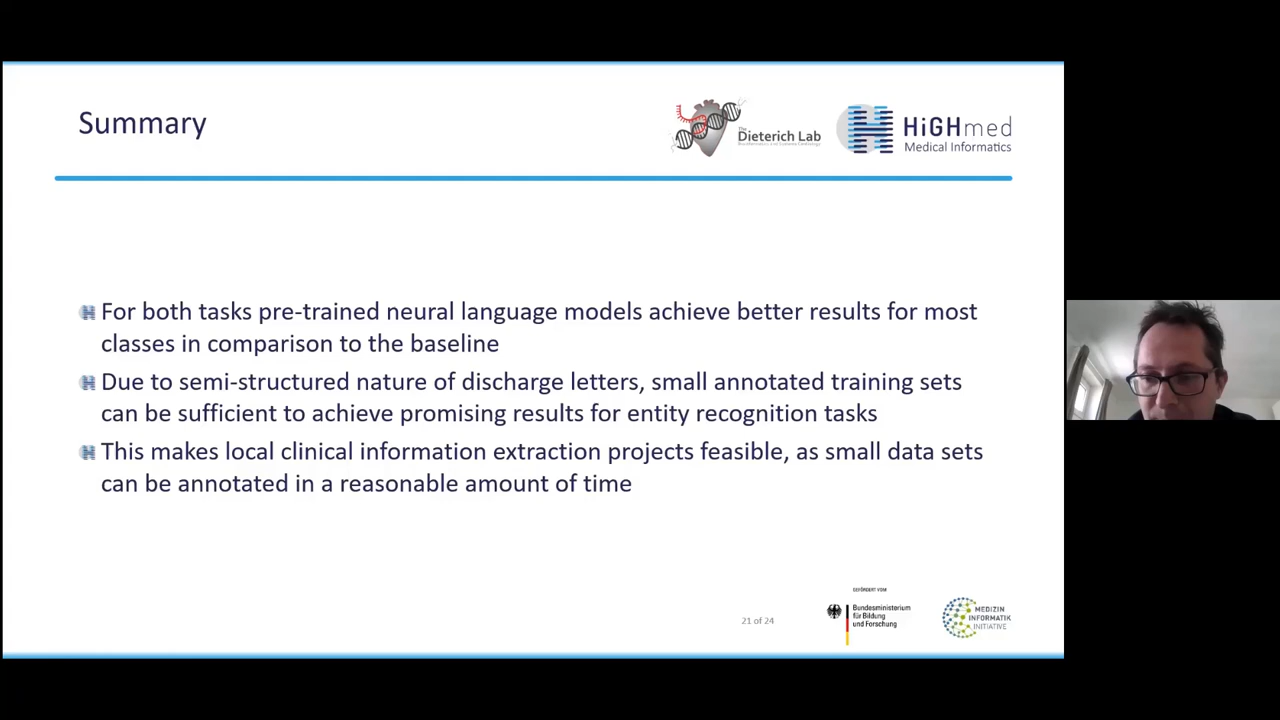 Summary
The
Dieterich Lab
HiGHmed
Medical Informatics
For both tasks pre-trained neural language models achieve better results for most
classes in comparison to the baseline
Due to semi-structured nature of discharge letters, small annotated training sets
can be sufficient to achieve promising results for entity recognition tasks
This makes local clinical information extraction projects feasible, as small data sets
can be annotated in a reasonable amount of time
21 of 24
GEFÖRDERT VOM
Bundesministerium
für Bildung
und Forschung
MEDIZIN
INFORMATIK
INITIATIVE